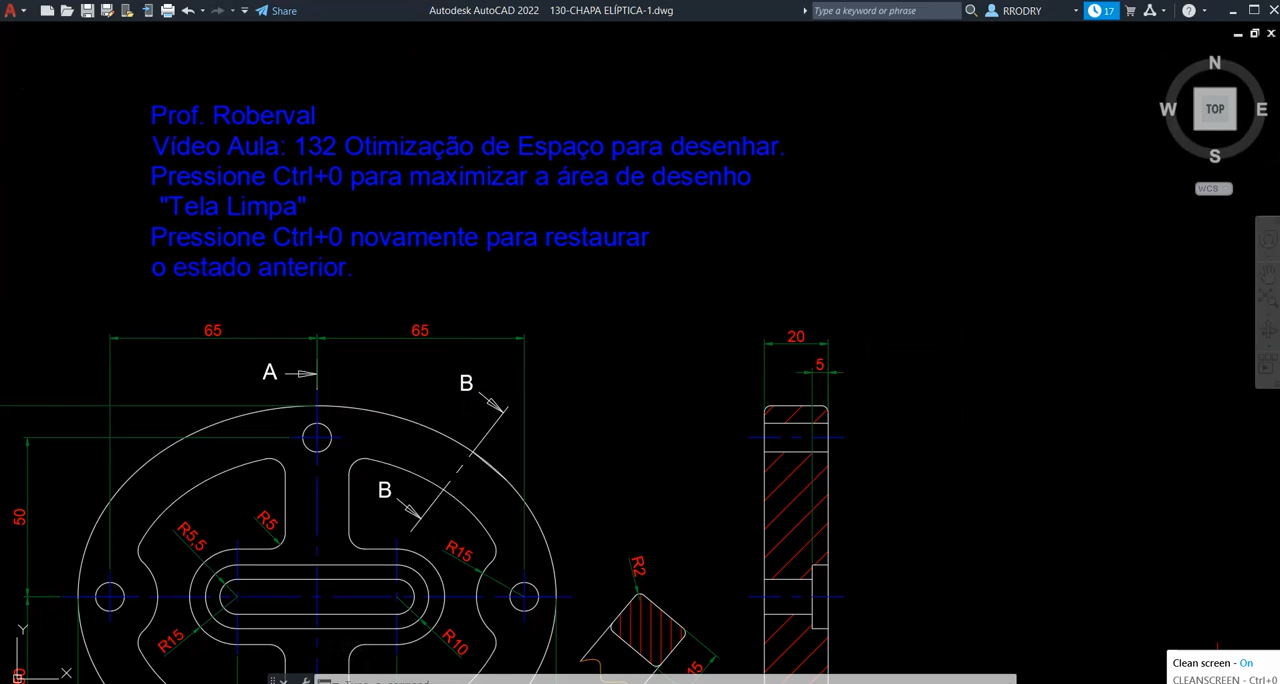 Share
Autodesk AutoCAD 2022 130-CHAPA ELÍPTICA-1.dwg
Type a keyword or phrase
RRODRY
17
N
W
TOP
E
S
WCS
Prof. Roberval
Vídeo Aula: 132 Otimização de Espaço para desenhar.
Pressione Ctrl+0 para maximizar a área de desenho
"Tela Limpa"
Pressione Ctrl+0 novamente para restaurar
o estado anterior.
65
65
20
5
A
B
B
50
R5,5
R5
R15
R2
R15
R10
15
Y
X
Clean screen - On
CLEANSCREEN - Ctrl+0